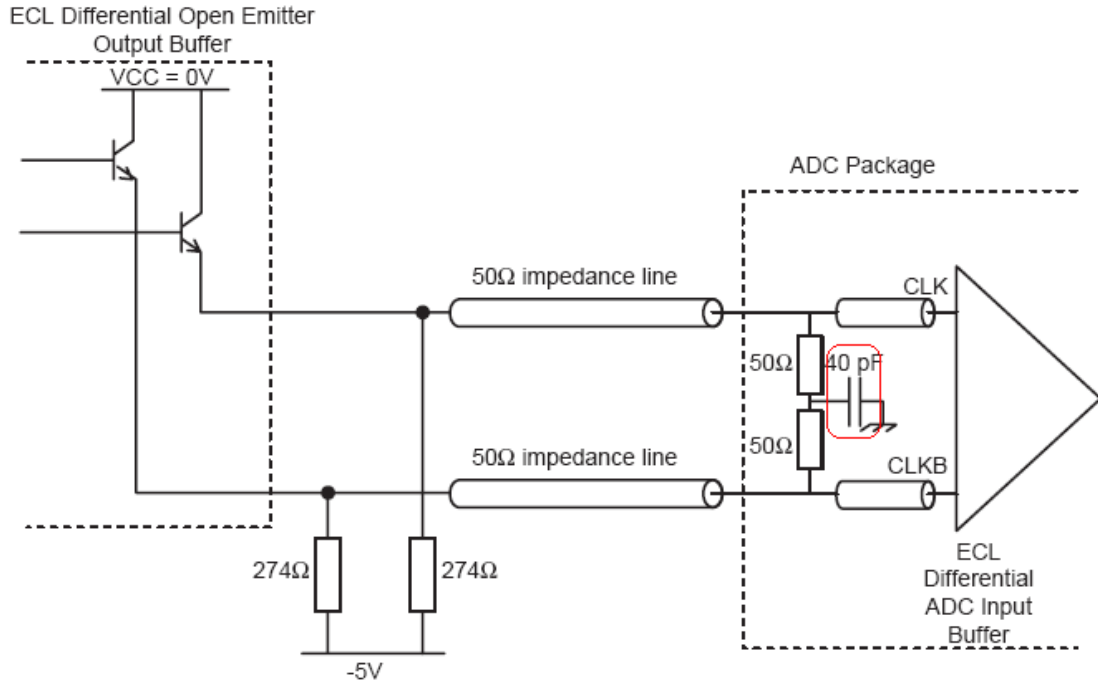 ECL Differential Open Emitter
Output Buffer
VCC = 0V
ADC Package
50Ω impedance line
CLK
50Ω
40 pF
50Ω
50Ω impedance line
CLKB
274Ω
274Ω
-5V
ECL
Differential
ADC Input
Buffer